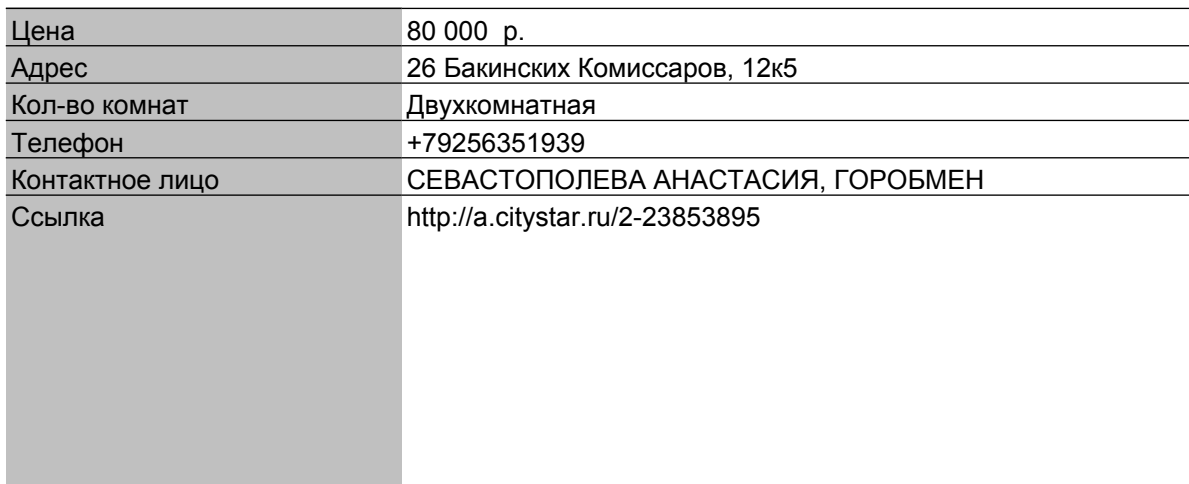 Цена 80 000 р.
Адрес 26 Бакинских Комиссаров, 12к5
Кол-во комнат Двухкомнатная
Телефон +79256351939
Контактное лицо СЕВАСТОПОЛЕВА АНАСТАСИЯ, ГОРОБМЕН
Ссылка http://a.citystar.ru/2-23853895